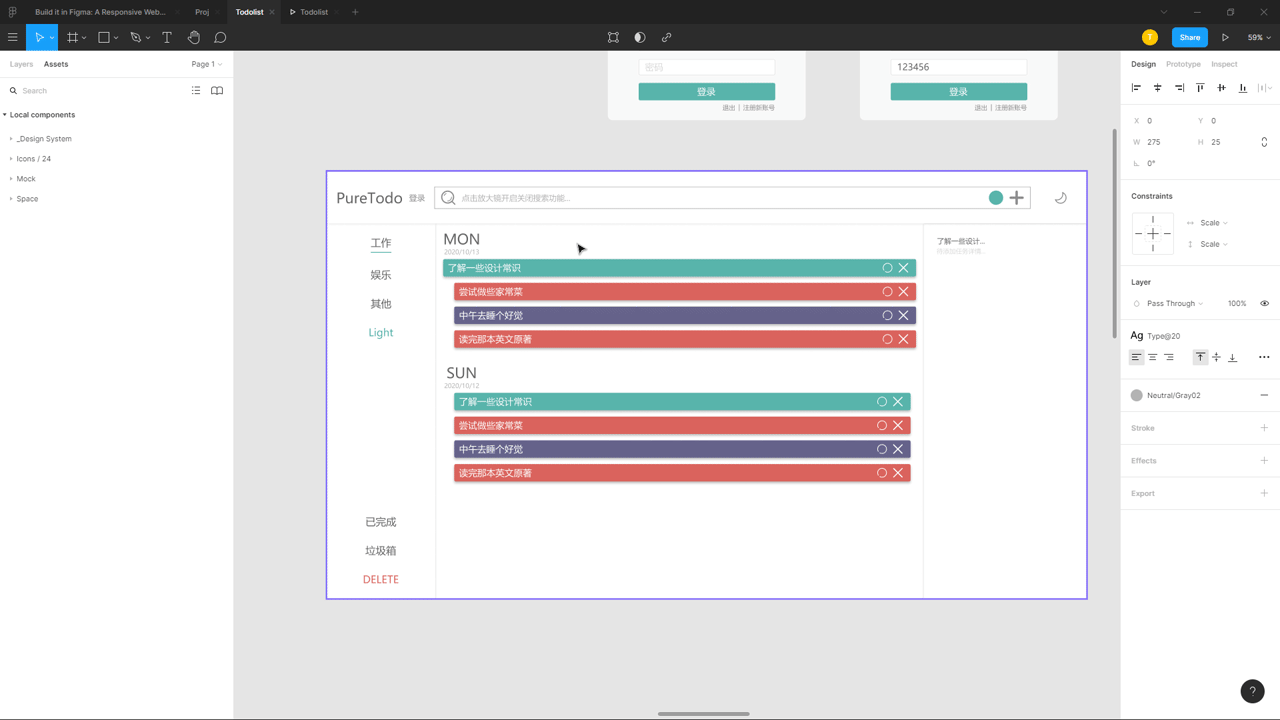 Build it in Figma: A Responsive Web...
Proj
Todolist
Todolist
Share
59%
Layers
Assets
Page 1
Search
Local components
_Design System
Icons / 24
Mock
Space
密码
登录
退出 | 注册新账号
123456
登录
退出 | 注册新账号
PureTodo
登录
点击放大镜开启关闭搜索功能...
工作
娱乐
其他
Light
已完成
垃圾箱
DELETE
MON
2020/10/13
了解一些设计常识
尝试做些家常菜
中午去睡个好觉
读完那本英文原著
SUN
2020/10/12
了解一些设计常识
尝试做些家常菜
中午去睡个好觉
读完那本英文原著
了解一些设计...
Design
Prototype
Inspect
X 0
Y 0
W 275
H 25
0°
Constraints
Scale
Scale
Layer
Pass Through
100%
Ag Type@20
Neutral/Gray02
Stroke
Effects
Export
T
?